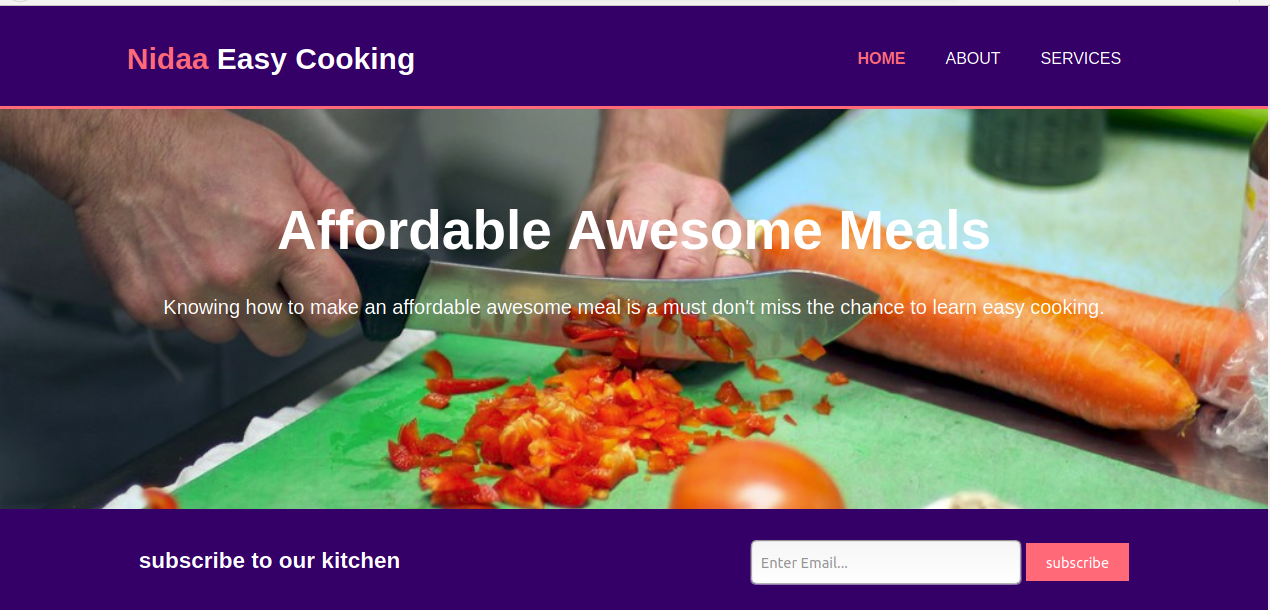 Nidaa Easy Cooking
HOME ABOUT SERVICES
Affordable Awesome Meals
Knowing how to make an affordable awesome meal is a must don't miss the chance to learn easy cooking.
subscribe to our kitchen
Enter Email...
subscribe